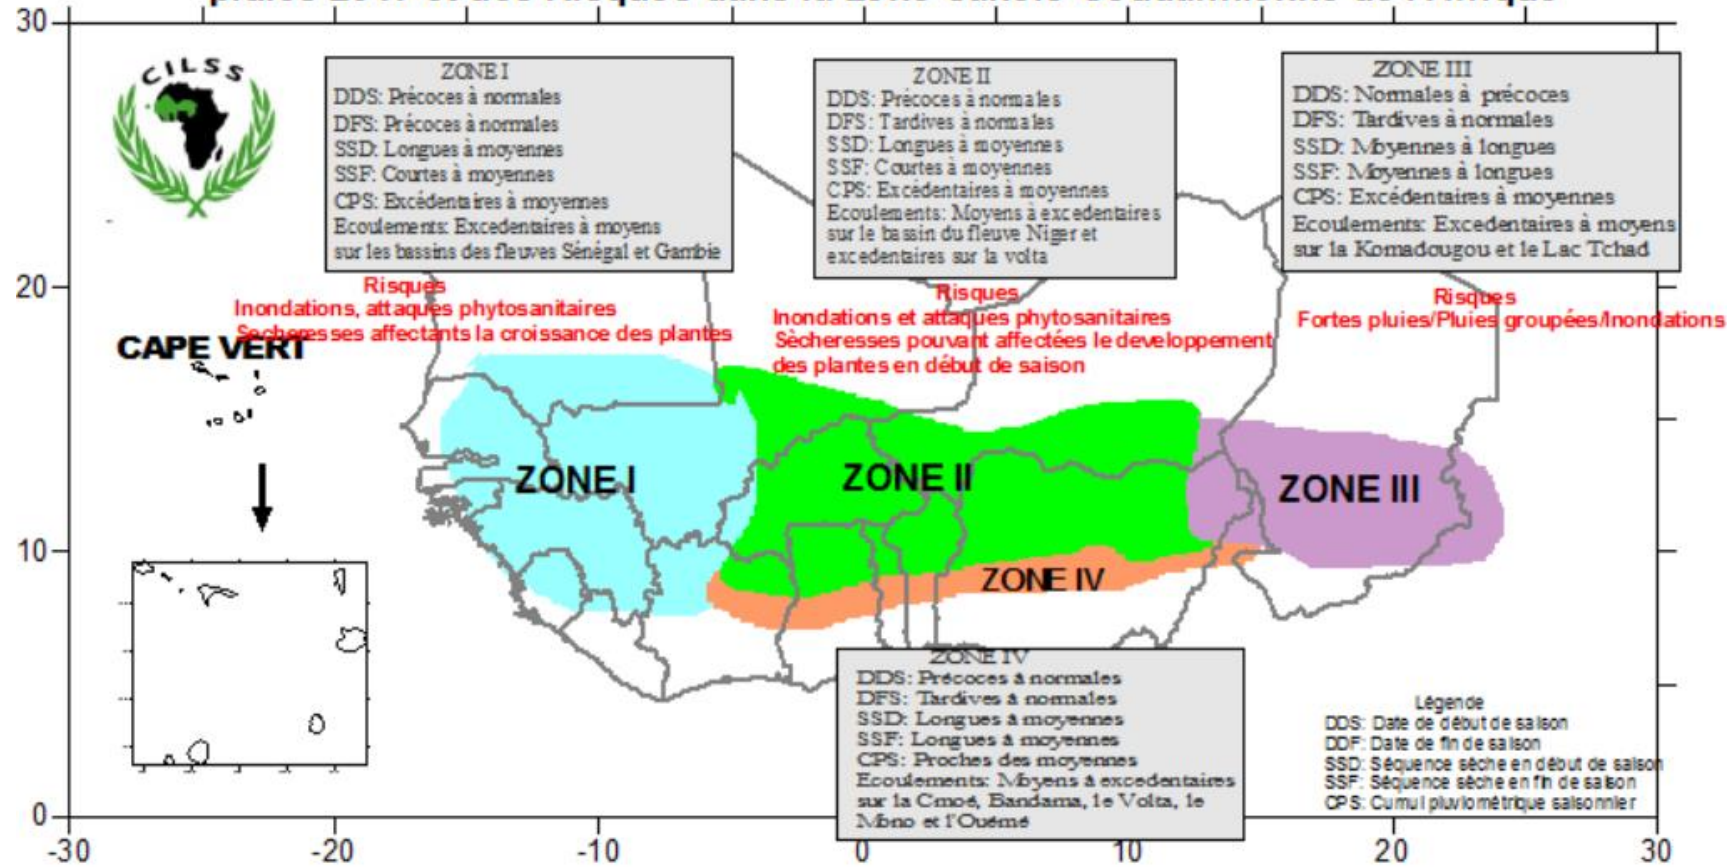 30
CILSS
ZONE I
DDS: Précoces à normales
DFS: Précoces à normales
SSD: Longues à moyennes
SSF: Courtes à moyennes
CPS: Excédentaires à moyennes
Ecoulements: Excedentaires à moyens
sur les bassins des fleuves Sénégal et Gambie
ZONE II
DDS: Précoces à normales
DFS: Tardives à normales
SSD: Longues à moyennes
SSF: Courtes à moyennes
CPS: Excédentaires à moyennes
Ecoulements: Moyens à excedentaires
sur le bassin du fleuve Niger et
excedentaires sur la volta
ZONE III
DDS: Normales à précoces
DFS: Tardives à normales
SSD: Moyennes à longues
SSF: Moyennes à longues
CPS: Excédentaires à moyennes
Ecoulements: Excedentaires à moyens
sur la Komadougou et le Lac Tchad
20
Risques
Inondations, attaques phytosanitaires
Secheresses affectants la croissance des plantes
Risques
Inondations et attaques phytosanitaires
Sècheresses pouvant affectées le developpement
des plantes en début de saison
Risques
Fortes pluies/Pluies groupées/Inondations
CAPE VERT
ZONE I
ZONE II
ZONE III
10
ZONE IV
ZONE IV
DDS: Précoces à normales
DFS: Tardives à normales
SSD: Longues à moyennes
SSF: Longues à moyennes
CPS: Proches des moyennes
Ecoulements: Moyens à excedentaires
sur la Cmoé, Bandama, le Volta, le
Mono et l'Ouémé
Légende
DDS: Date de début de saison
DDF: Date de fin de saison
SSD: Séquence sèche en début de saison
SSF: Séquence sèche en fin de saison
CPS: Cumul pluviométrique saisonnier
0
-30
-20
-10
0
10
20
30